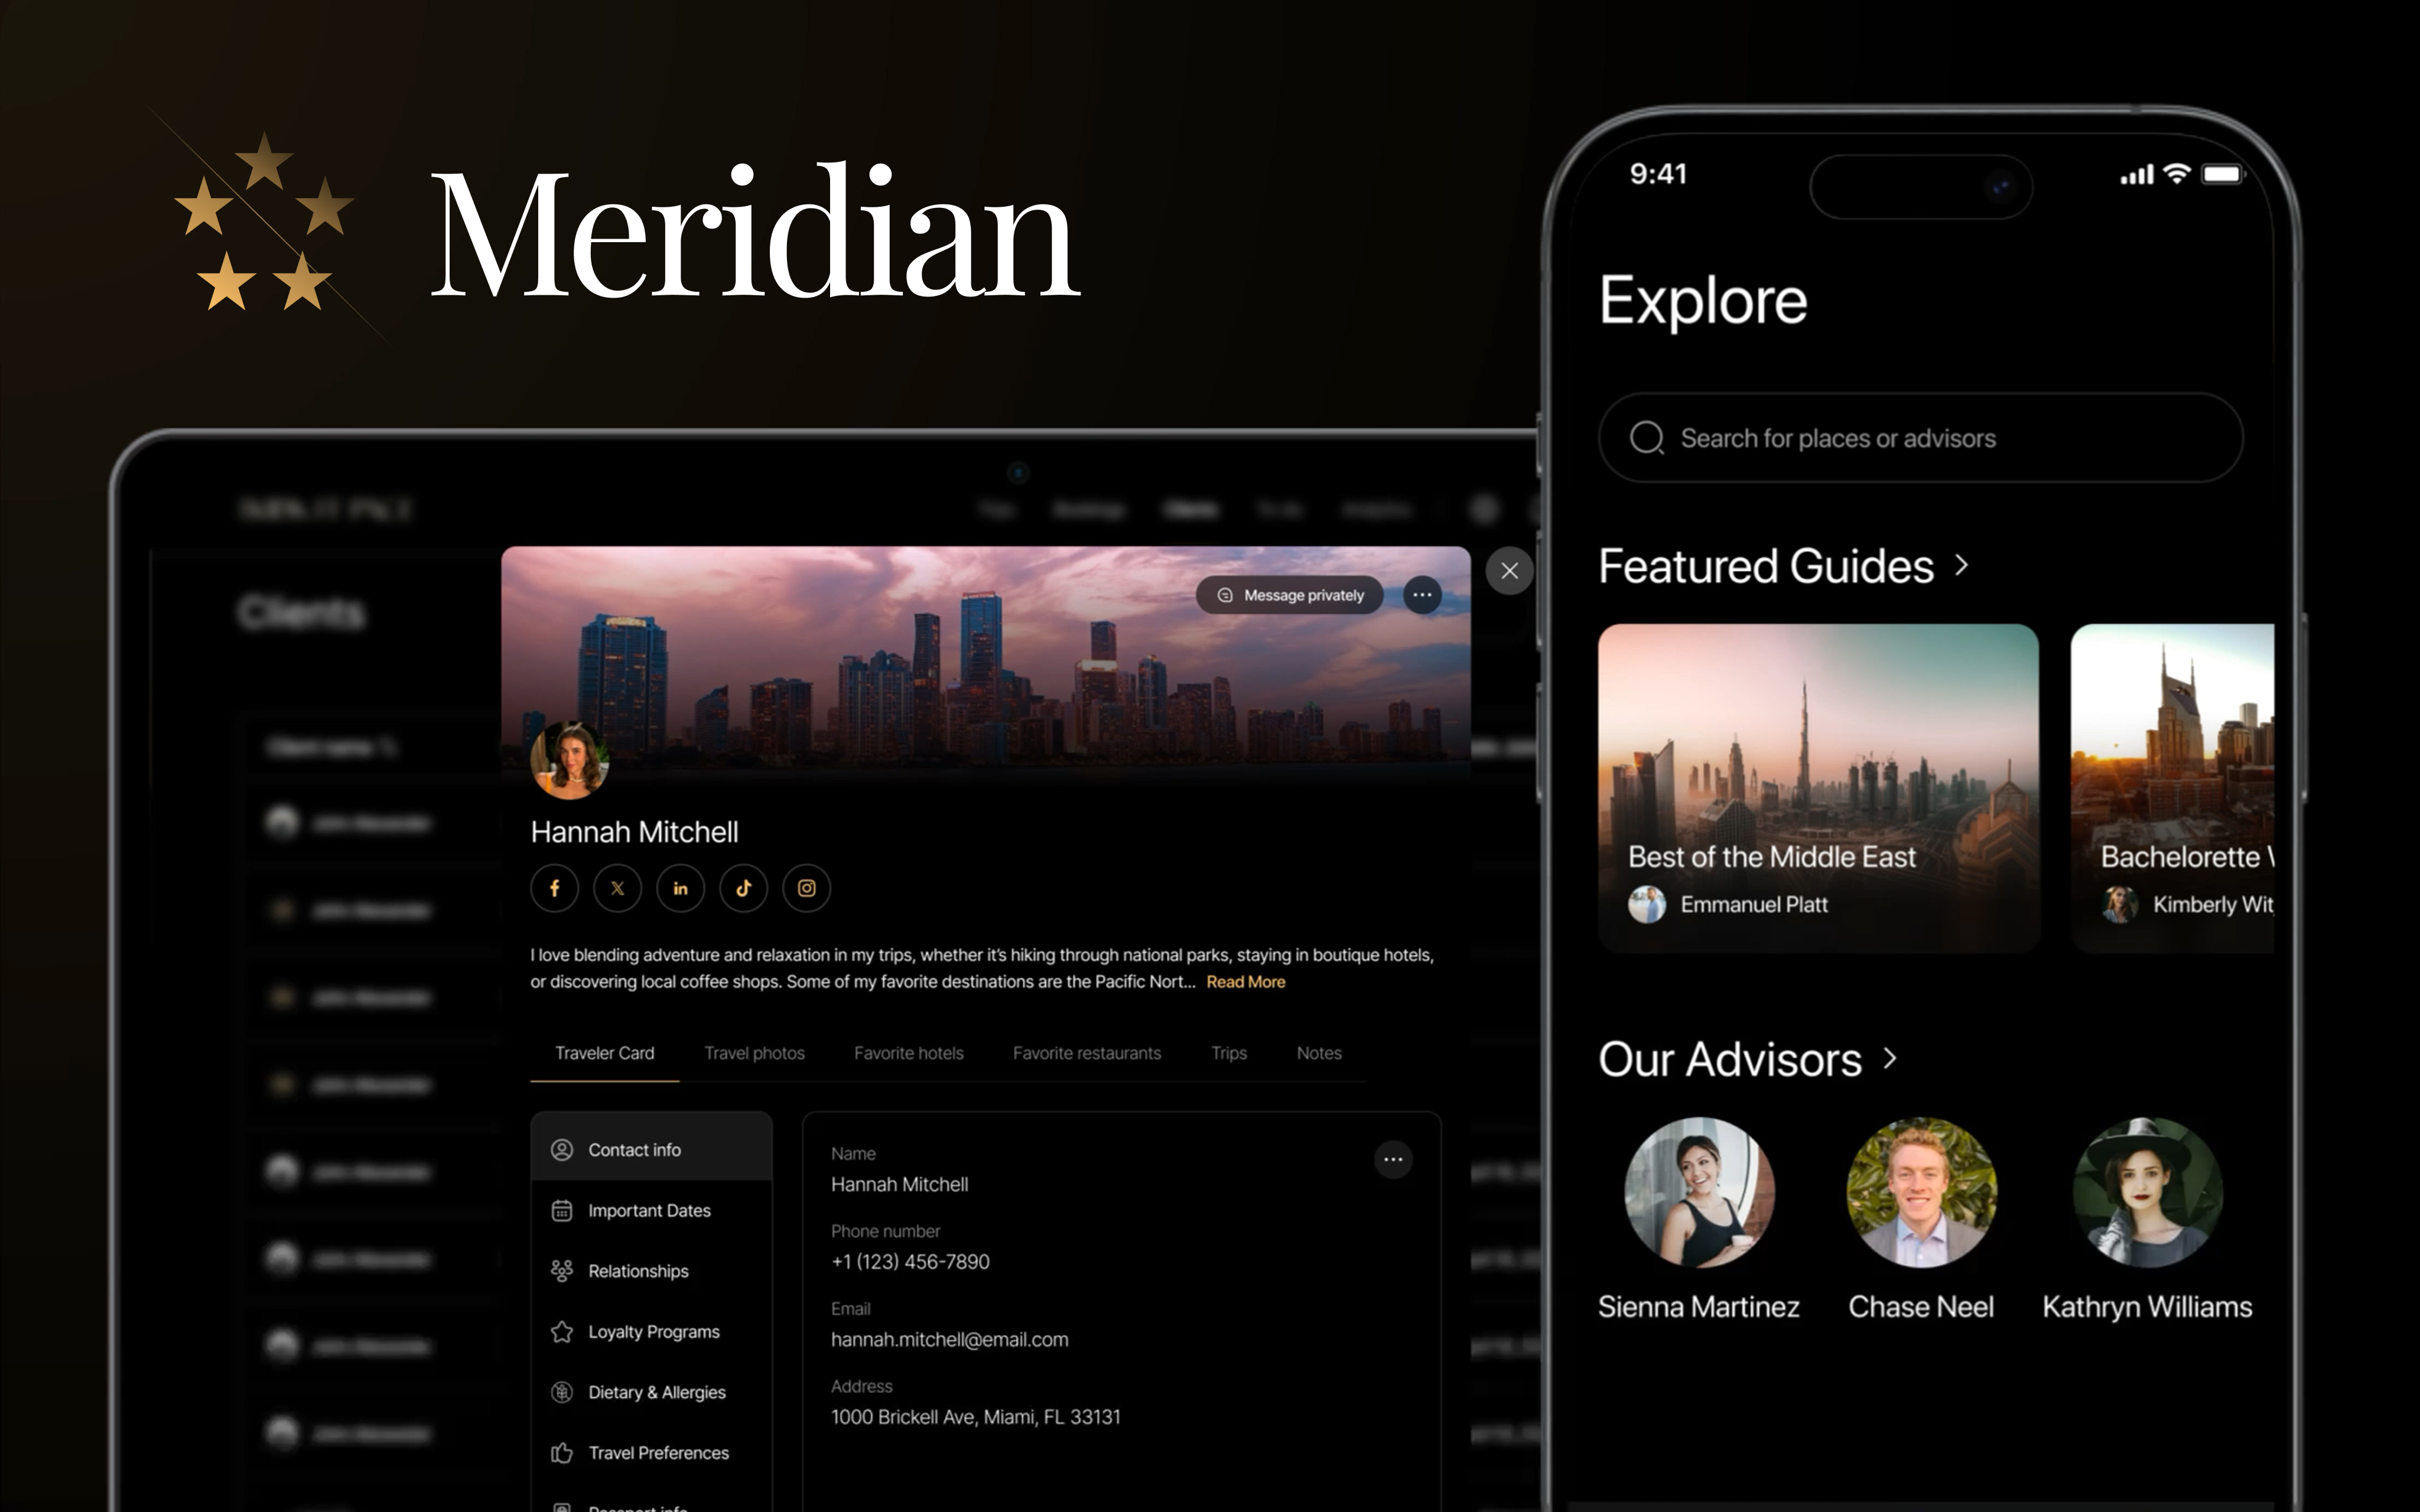 Meridian
Clients
Client name
Message privately
Hannah Mitchell
I love blending adventure and relaxation in my trips, whether it’s hiking through national parks, staying in boutique hotels,
or discovering local coffee shops. Some of my favorite destinations are the Pacific Nort... Read More
Traveler Card Travel photos Favorite hotels Favorite restaurants Trips Notes
Contact info
Important Dates
Relationships
Loyalty Programs
Dietary & Allergies
Travel Preferences
Passport info
Name
Hannah Mitchell
Phone number
+1 (123) 456-7890
Email
hannah.mitchell@email.com
Address
1000 Brickell Ave, Miami, FL 33131
9:41
Explore
Search for places or advisors
Featured Guides
Best of the Middle East
Emmanuel Platt
Bachelorette
Kimberly
Our Advisors
Sienna Martinez Chase Neel Kathryn Williams